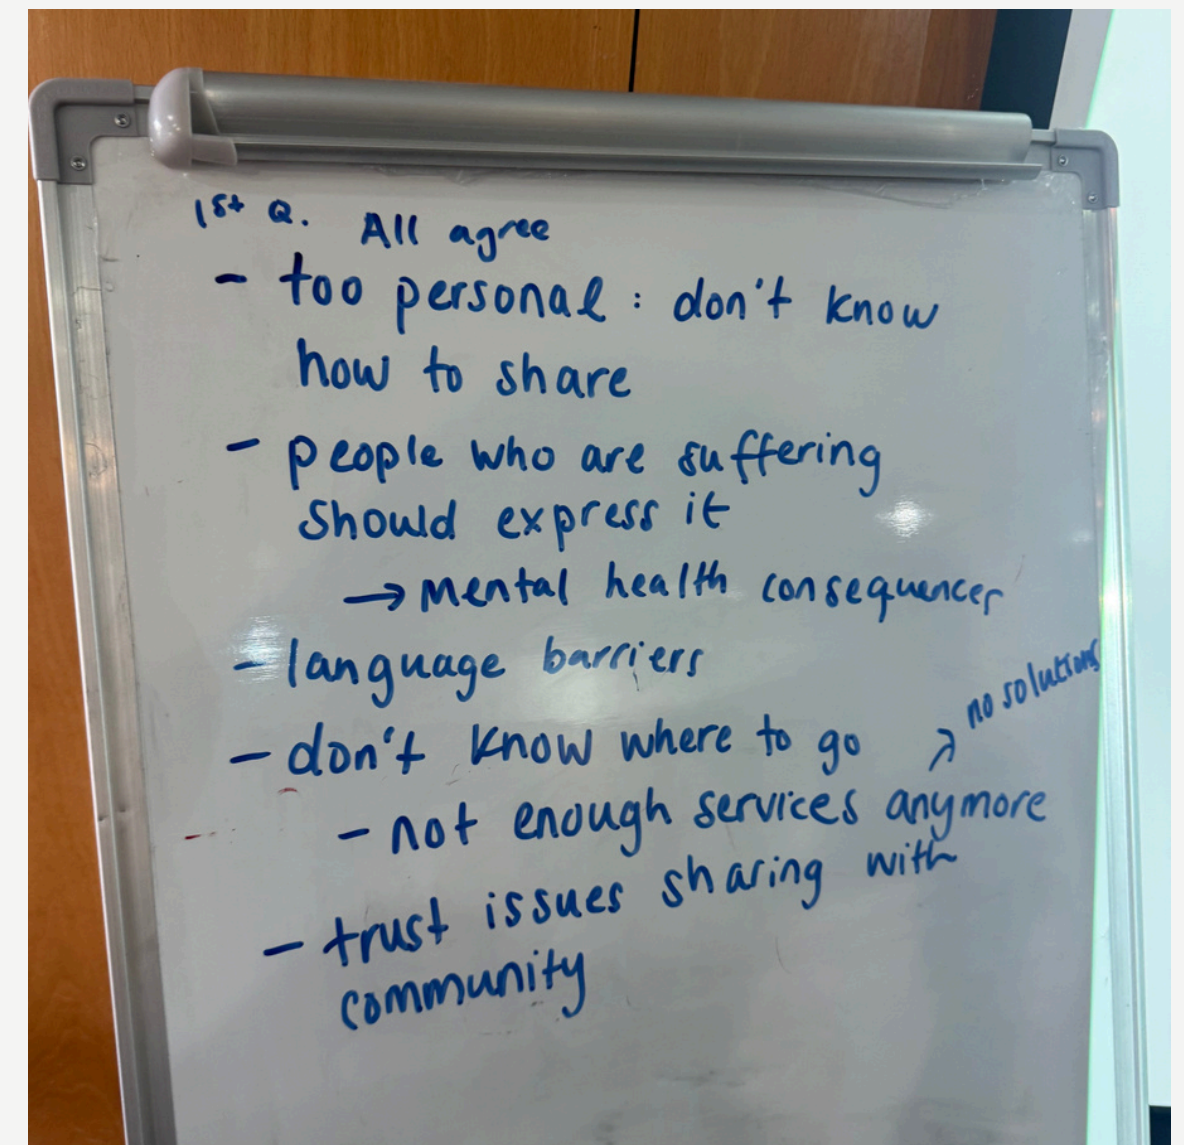 1st Q. All agree
- too personal : don't know
how to share
- people who are suffering
should express it
→ mental health consequences
- language barriers
- don't know where to go
↗ no solutions
- not enough services anymore
- trust issues sharing with
community